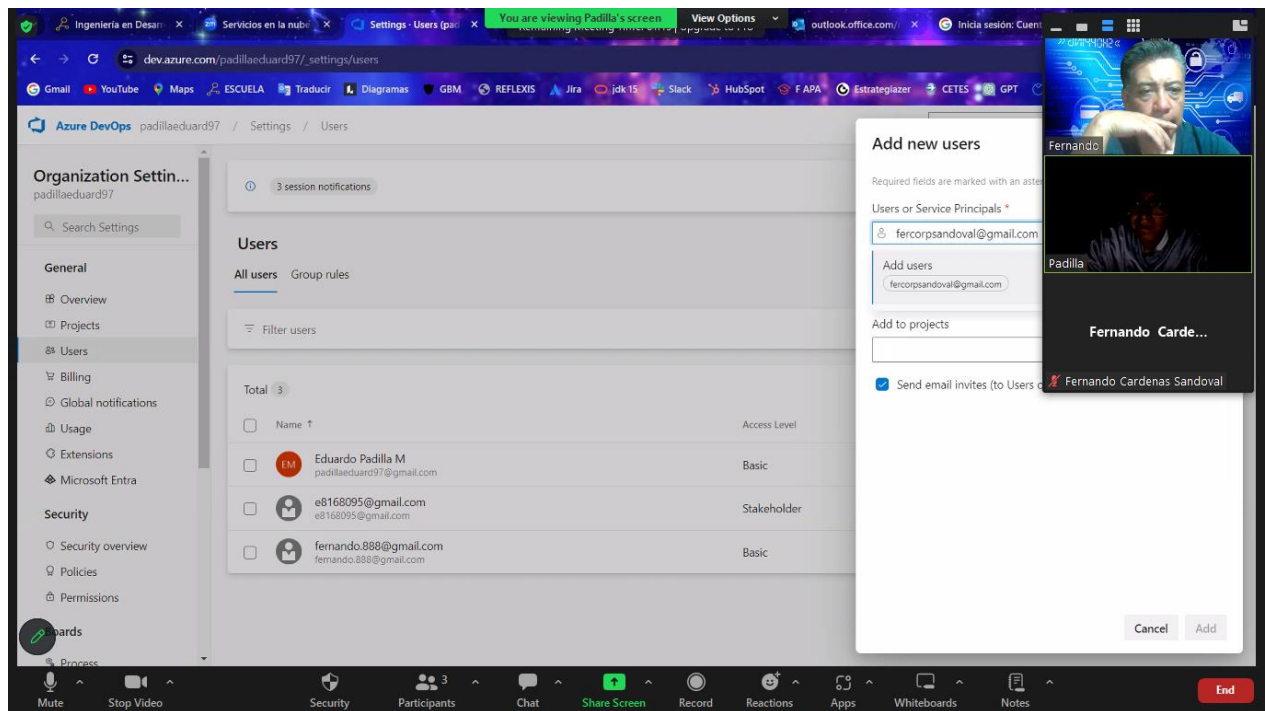 Ingeniería en Desarr
Servicios en la nube
Settings - Users (pad
You are viewing Padilla's screen
View Options
outlook.office.com/
Inicia sesión: Cuent
dev.azure.com/padillaeduard97/_settings/users
Gmail
YouTube
Maps
ESCUELA
Traducir
Diagramas
GBM
REFLEXIS
Jira
jdk 15
Slack
HubSpot
F APA
Estrategiazer
CETES
GPT
Azure DevOps padillaeduard97 / Settings / Users
Organization Settin...
padillaeduard97
Search Settings
General
Overview
Projects
Users
Billing
Global notifications
Usage
Extensions
Microsoft Entra
Security
Security overview
Policies
Permissions
Boards
Process
3 session notifications
Users
All users Group rules
Filter users
Total 3
Name ↑ Access Level
EM
Eduardo Padilla M
padillaeduard97@gmail.com
Basic
e8168095@gmail.com
e8168095@gmail.com
Stakeholder
fernando.888@gmail.com
fernando.888@gmail.com
Basic
Add new users
Required fields are marked with an aste
Users or Service Principals *
fercorpsandoval@gmail.com
Add users
fercorpsandoval@gmail.com
Add to projects
Send email invites (to Users o
Cancel Add
Fernando
Padilla
Fernando Carde...
Fernando Cardenas Sandoval
Mute
Stop Video
Security
3
Participants
Chat
Share Screen
Record
Reactions
Apps
Whiteboards
Notes
End